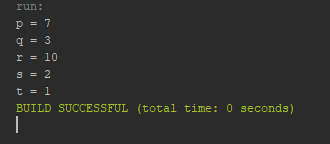 run:
p = 7
q = 3
r = 10
s = 2
t = 1
BUILD SUCCESSFUL (total time: 0 seconds)